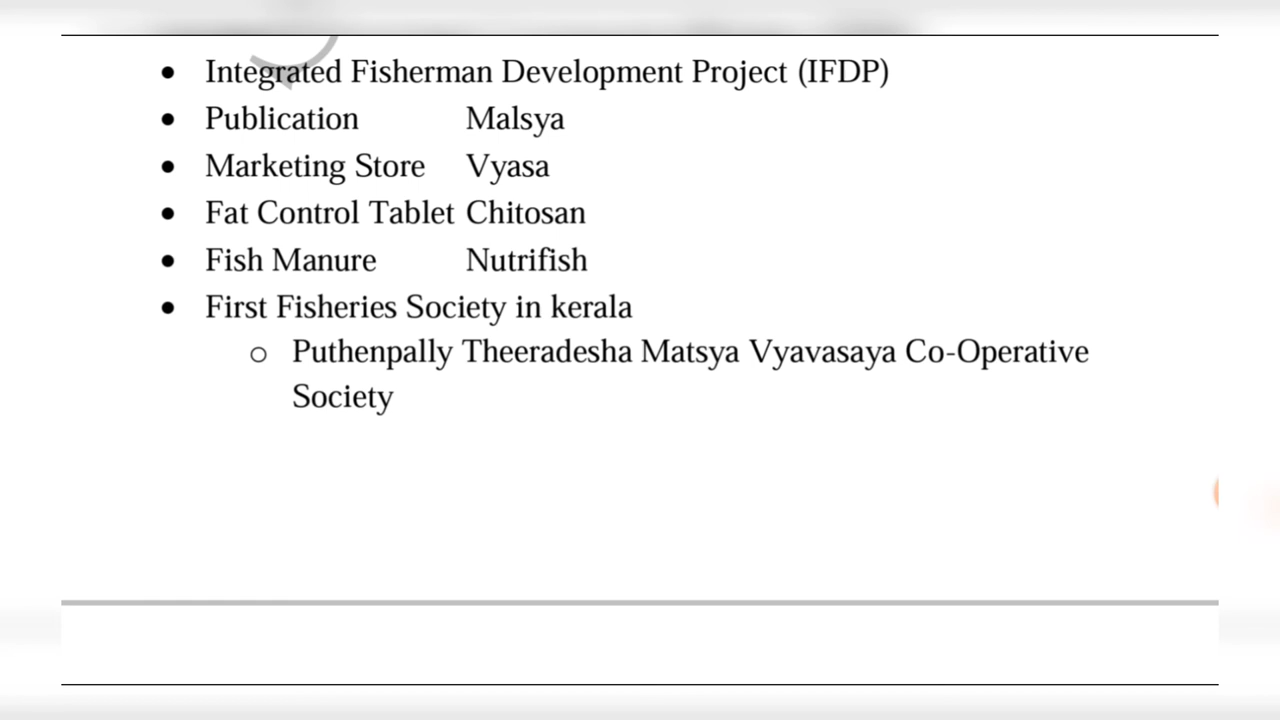 • Integrated Fisherman Development Project (IFDP)
• Publication Malsya
• Marketing Store Vyasa
• Fat Control Tablet Chitosan
• Fish Manure Nutrifish
• First Fisheries Society in kerala
o Puthenpally Theeradesha Matsya Vyavasaya Co-Operative
Society